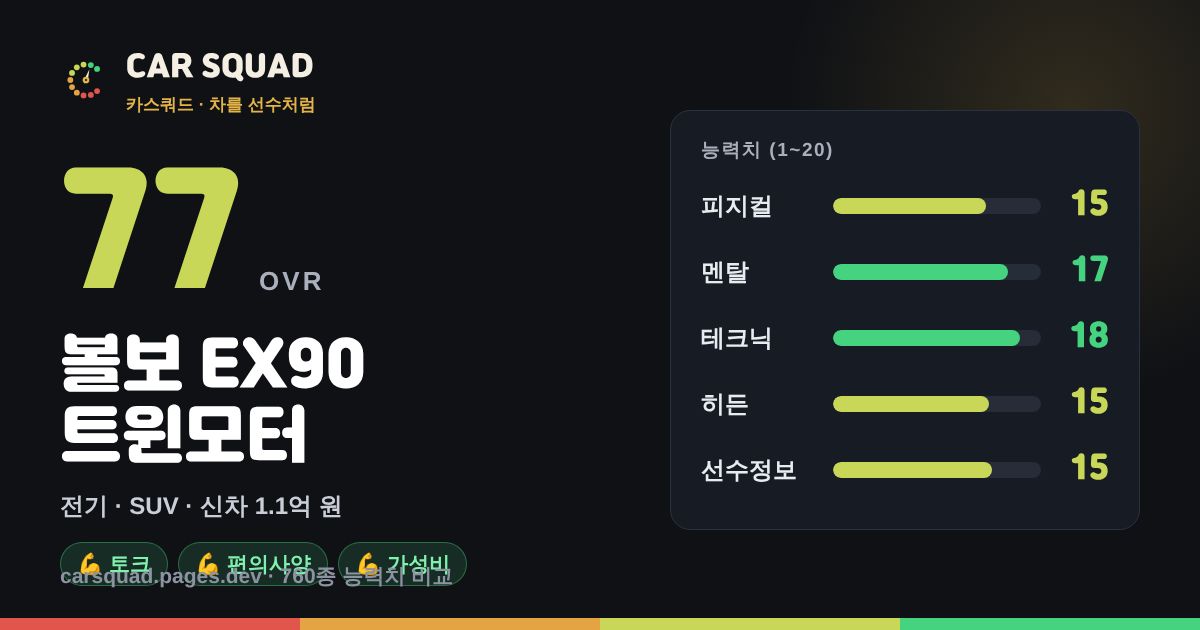 CAR SQUAD
카스쿼드 · 차를 선수처럼
77 OVR
볼보 EX90
트윈모터
전기 · SUV · 신차 1.1억 원
💪 토크 💪 편의사양 💪 가성비
carsquad.pages.dev · 760종 능력치 비교
능력치 (1~20)
피지컬 15
멘탈 17
테크닉 18
히든 15
선수정보 15